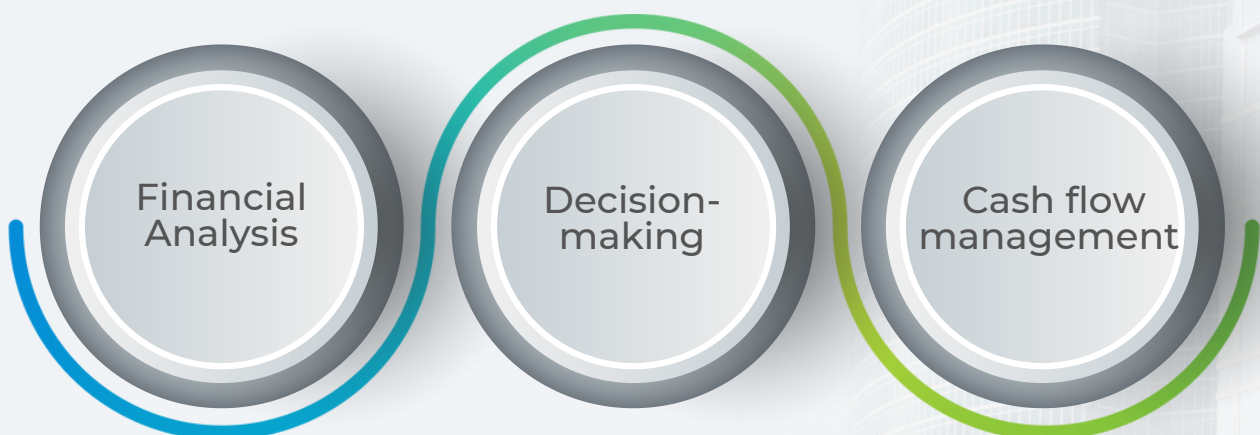 Financial
Analysis
Decision-
making
Cash flow
management